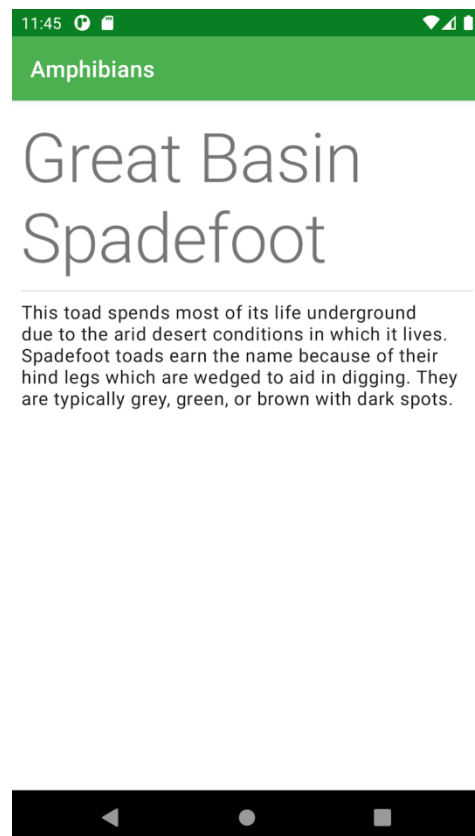 11:45
Amphibians
Great Basin
Spadefoot
This toad spends most of its life underground
due to the arid desert conditions in which it lives.
Spadefoot toads earn the name because of their
hind legs which are wedged to aid in digging. They
are typically grey, green, or brown with dark spots.